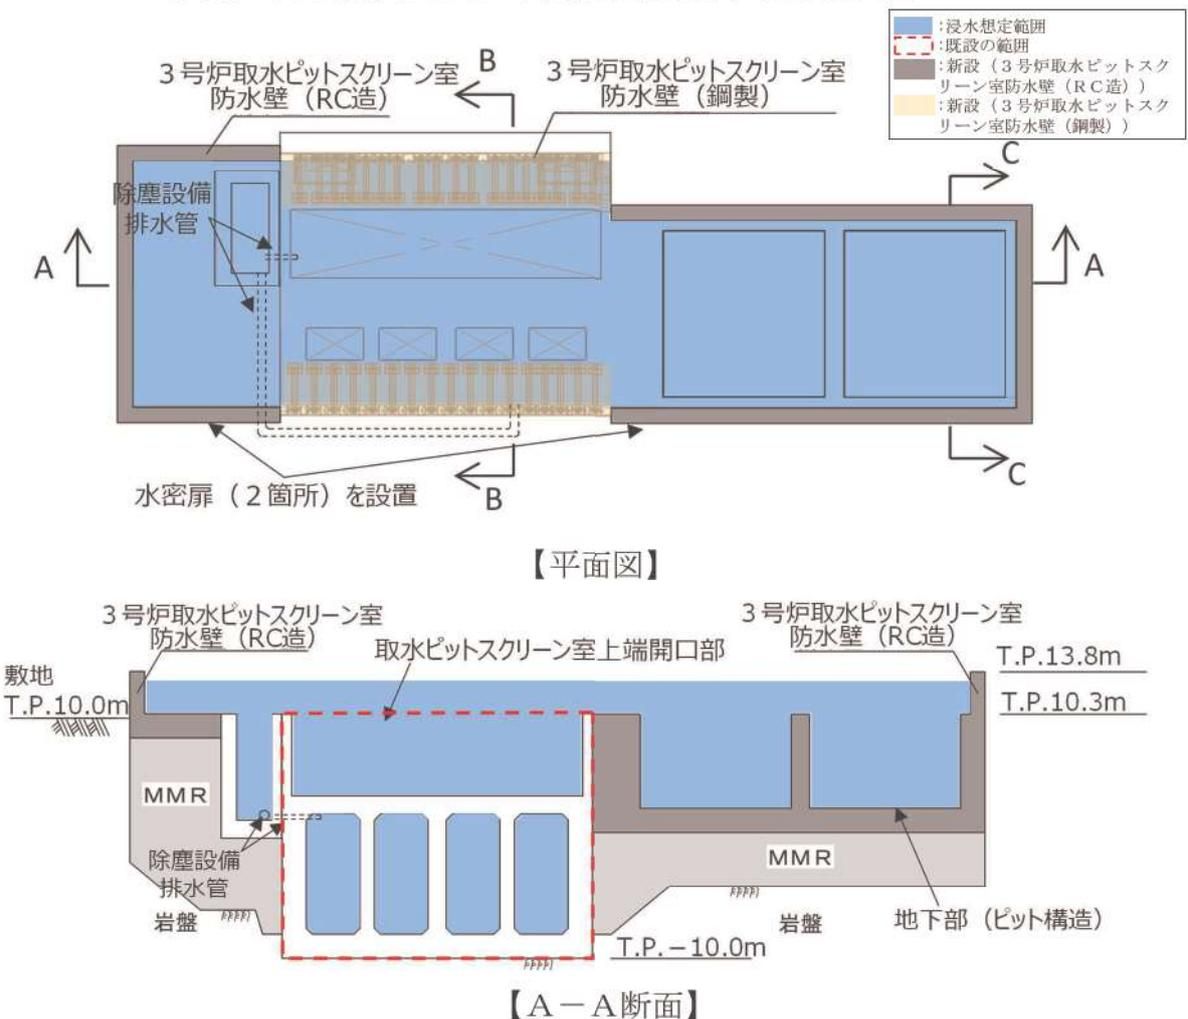 ：浸水想定範囲
：既設の範囲
：新設（３号炉取水ピットスク
リーン室防水壁（ＲＣ造））
：新設（３号炉取水ピットスク
リーン室防水壁（鋼製））
３号炉取水ピットスクリーン室
防水壁（RC造）
B
３号炉取水ピットスクリーン室
防水壁（鋼製）
C
除塵設備
排水管
A
A
水密扉（２箇所）を設置
B
C
【平面図】
３号炉取水ピットスクリーン室
防水壁（RC造）
取水ピットスクリーン室上端開口部
３号炉取水ピットスクリーン室
防水壁（RC造）
敷地
T.P.10.0m
T.P.13.8m
T.P.10.3m
MMR
除塵設備
排水管
岩盤
MMR
岩盤
地下部（ピット構造）
T.P.－10.0m
【Ａ－Ａ断面】